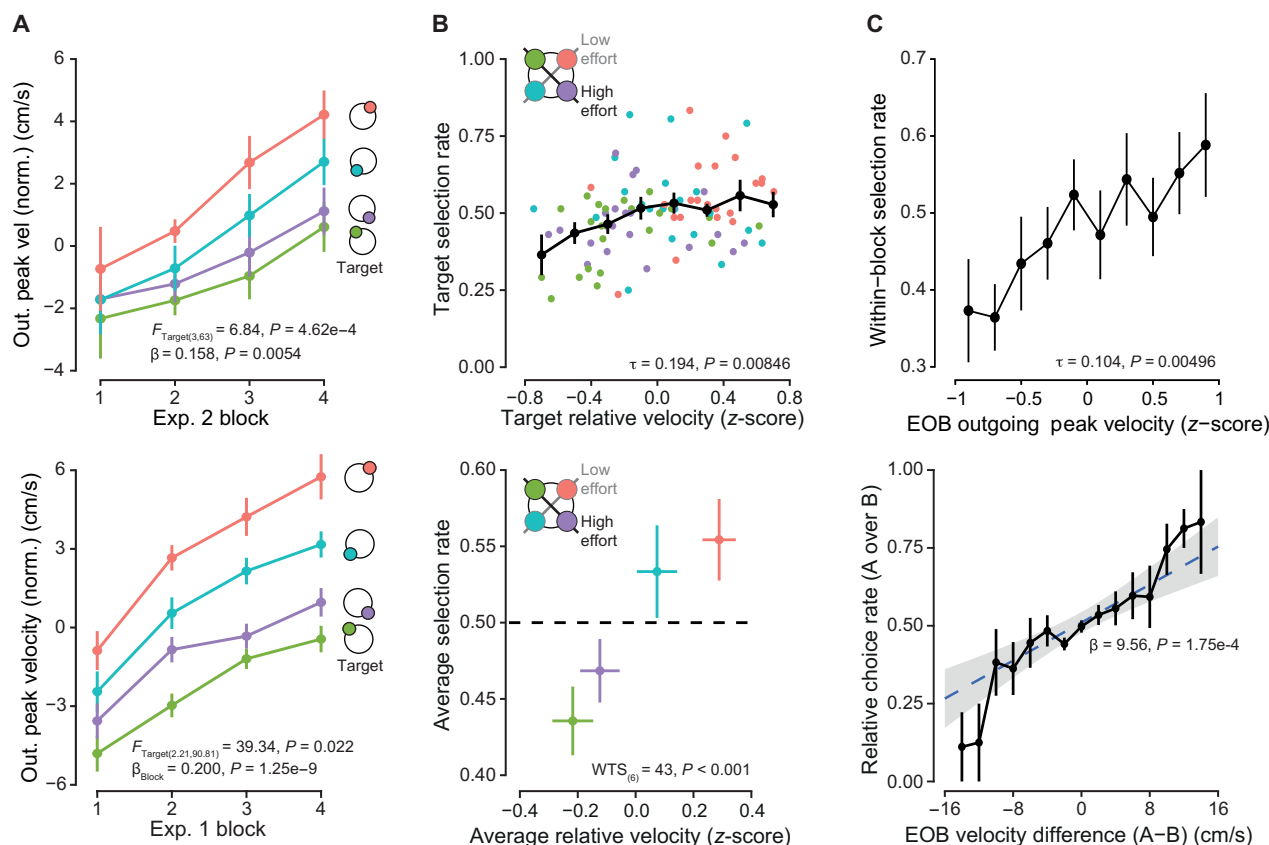 A
Out. peak vel (norm.) (cm/s)
6
4
2
0
−2
−4
Target
F Target(3,63) = 6.84, P = 4.62e−4
β = 0.158, P = 0.0054
1 2 3 4
Exp. 2 block
Out. peak velocity (norm.) (cm/s)
6
3
0
−3
−6
Target
F Target(2.21,90.81) = 39.34, P = 0.022
β Block = 0.200, P = 1.25e−9
1 2 3 4
Exp. 1 block
B
Target selection rate
1.00
0.75
0.50
0.25
0.00
Low
effort
High
effort
τ = 0.194, P = 0.00846
−0.8 −0.4 0.0 0.4 0.8
Target relative velocity (z-score)
Average selection rate
0.60
0.55
0.50
0.45
0.40
Low
effort
High
effort
WTS(6) = 43, P < 0.001
−0.4 −0.2 0.0 0.2 0.4
Average relative velocity (z-score)
C
Within−block selection rate
0.7
0.6
0.5
0.4
0.3
τ = 0.104, P = 0.00496
−1 −0.5 0 0.5 1
EOB outgoing peak velocity (z−score)
Relative choice rate (A over B)
1.00
0.75
0.50
0.25
0.00
β = 9.56, P = 1.75e−4
−16 −8 0 8 16
EOB velocity difference (A−B) (cm/s)